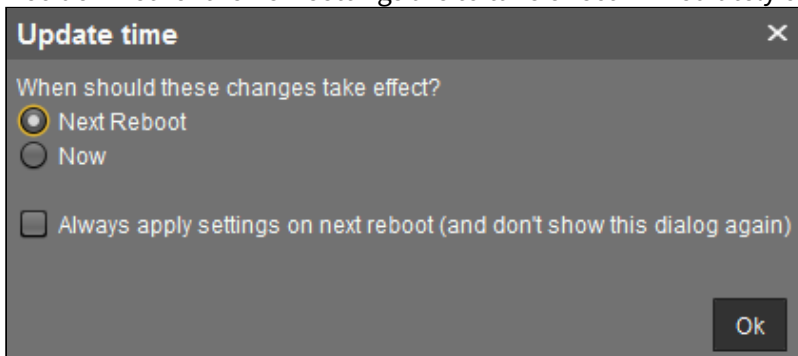 Update time
When should these changes take effect?
Next Reboot
Now
Always apply settings on next reboot (and don't show this dialog again)
Ok